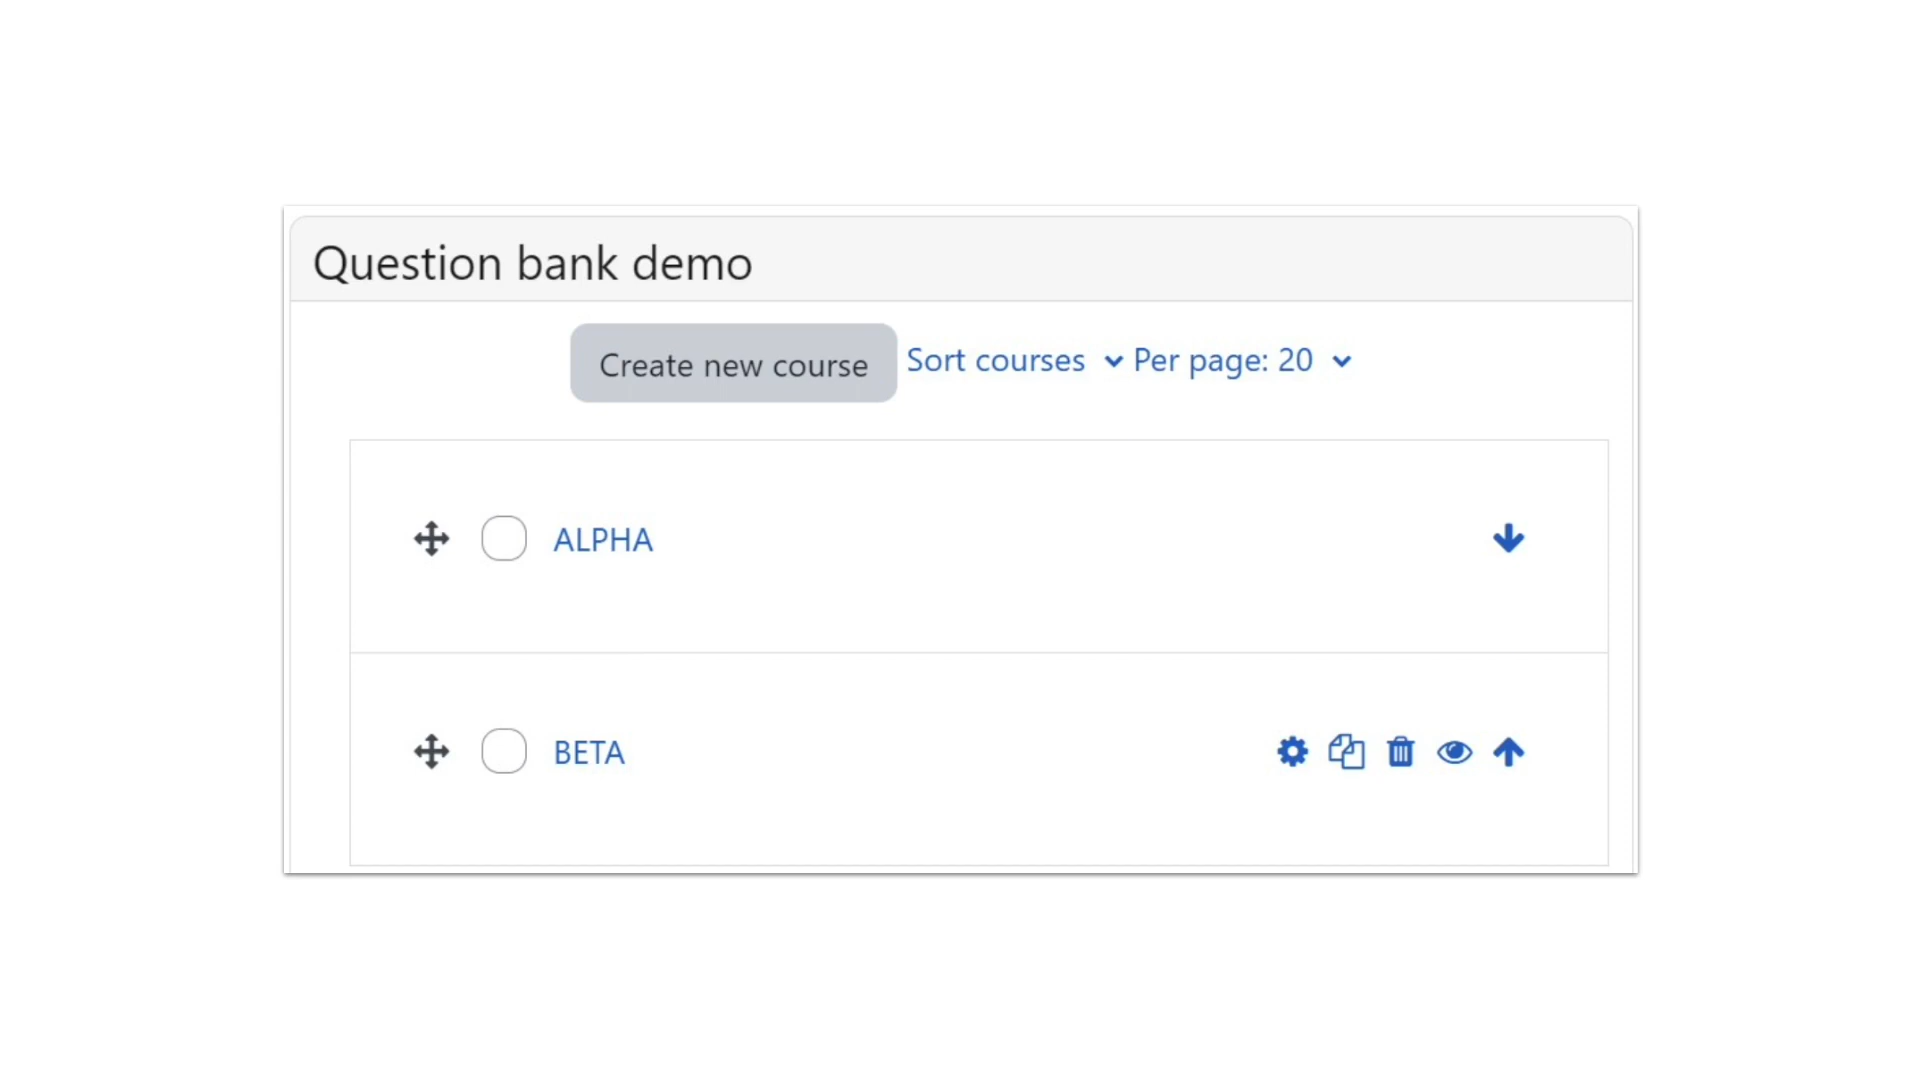 Question bank demo
Create new course Sort courses Per page: 20
ALPHA
BETA